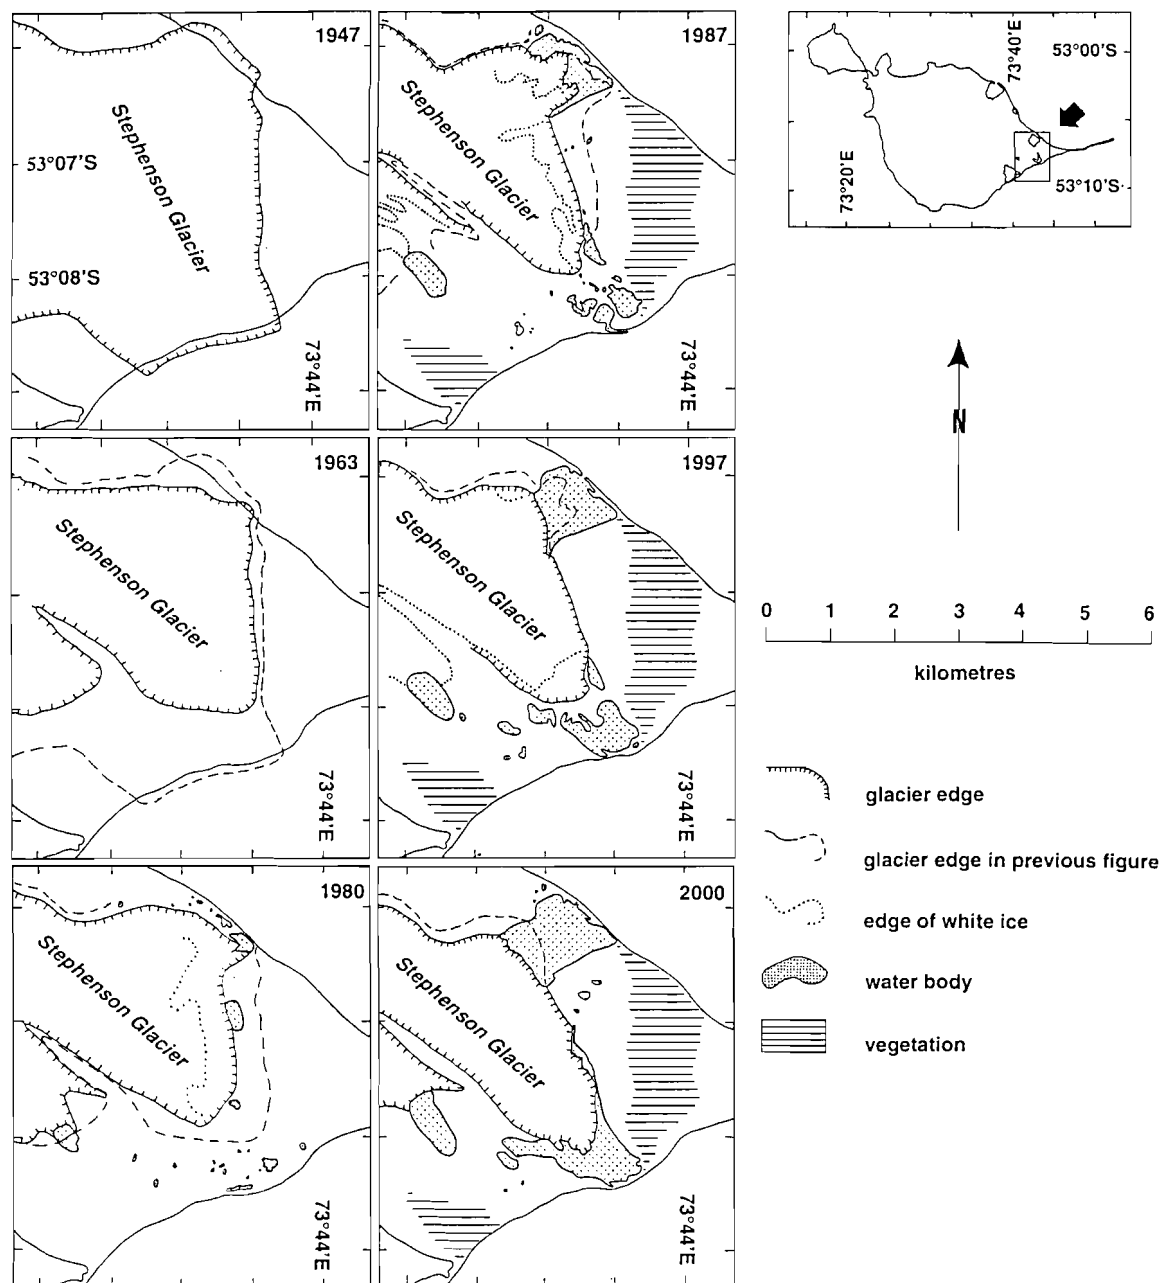 1947
Stephenson Glacier
53°07'S
53°08'S
73°44'E
1987
Stephenson Glacier
73°44'E
1963
Stephenson Glacier
73°44'E
1997
Stephenson Glacier
73°44'E
1980
Stephenson Glacier
73°44'E
2000
Stephenson Glacier
73°44'E
73°40'E
53°00'S
73°20'E
53°10'S
N
0 1 2 3 4 5 6
kilometres
glacier edge
glacier edge in previous figure
edge of white ice
water body
vegetation